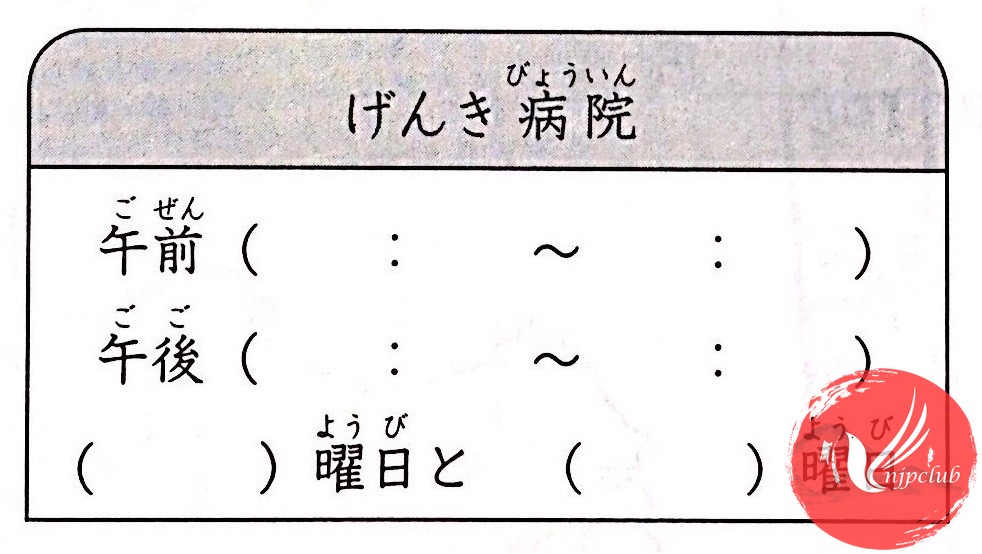 びょういん
げんき病院
ご ぜん
午前 ( : ～ : )
ご ご
午後 ( : ～ : )
よう び よう び
( ) 曜日と ( ) 曜日
njpclub